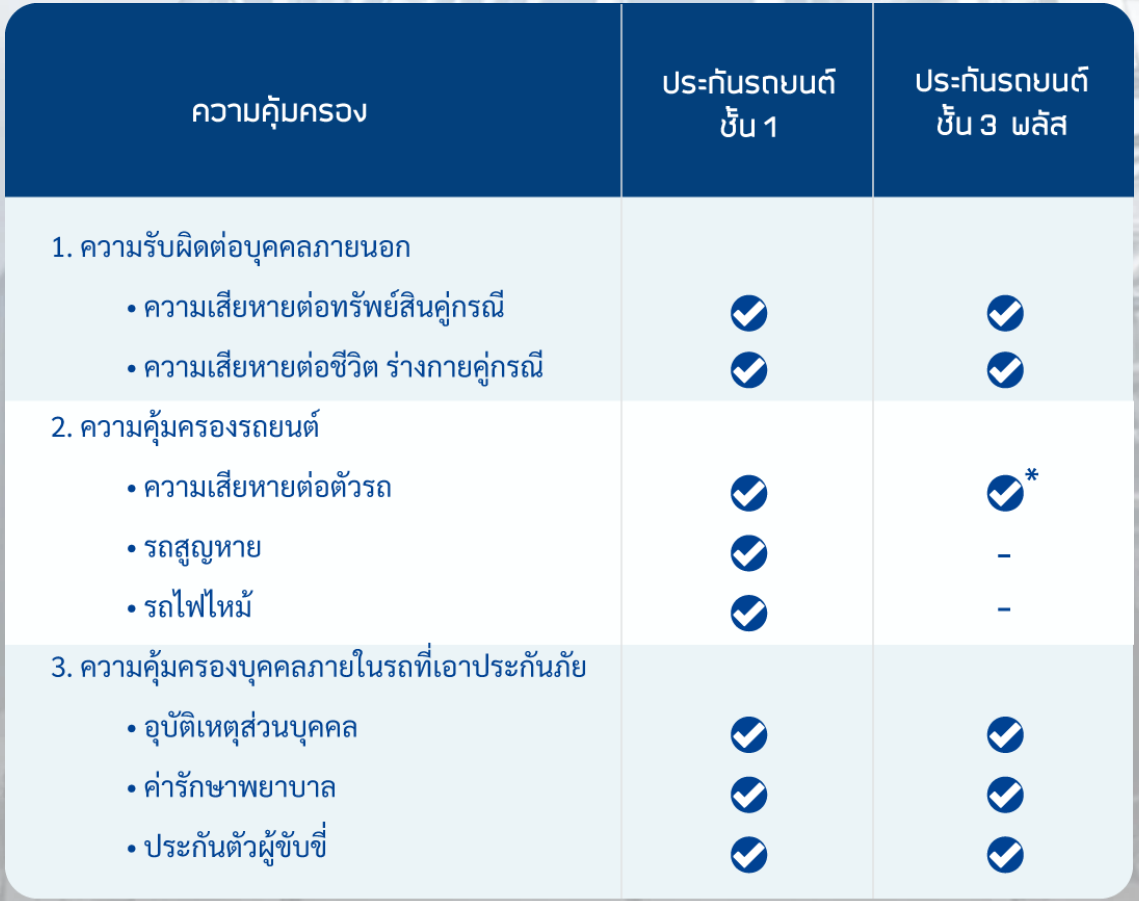 ความคุ้มครอง
ประกันรถยนต์
ชั้น 1
ประกันรถยนต์
ชั้น 3 พลัส
1. ความรับผิดต่อบุคคลภายนอก
• ความเสียหายต่อทรัพย์สินคู่กรณี
• ความเสียหายต่อชีวิต ร่างกายคู่กรณี
2. ความคุ้มครองรถยนต์
• ความเสียหายต่อตัวรถ
*
• รถสูญหาย
-
• รถไฟไหม้
-
3. ความคุ้มครองบุคคลภายในรถที่เอาประกันภัย
• อุบัติเหตุส่วนบุคคล
• ค่ารักษาพยาบาล
• ประกันตัวผู้ขับขี่